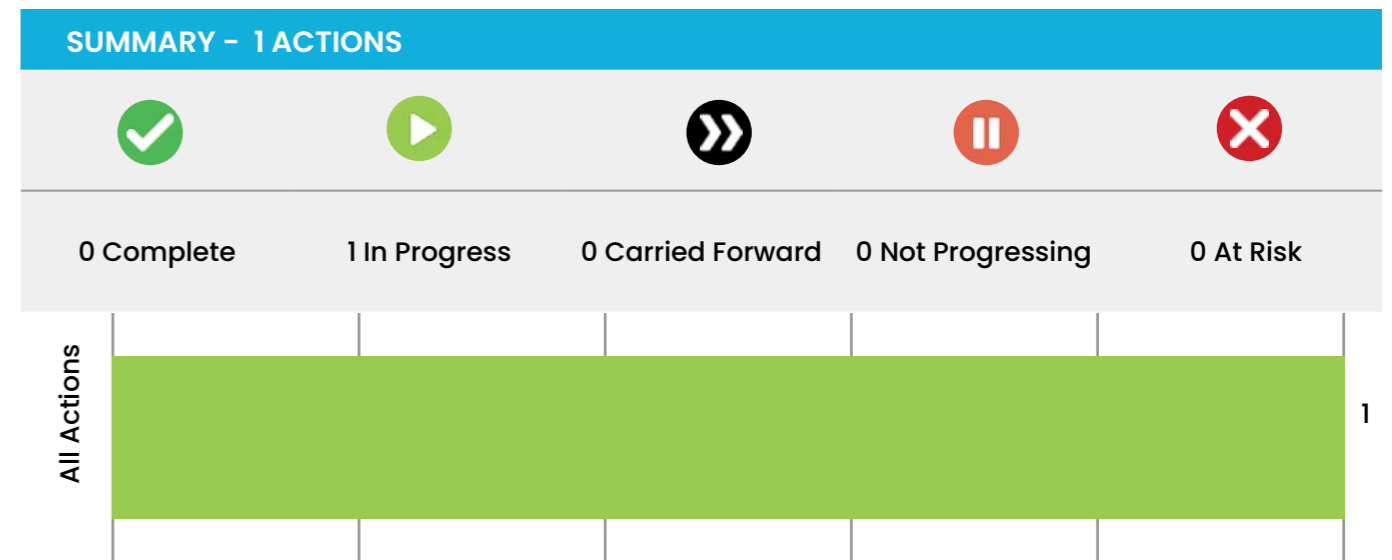 SUMMARY - 1 ACTIONS
0 Complete 1 In Progress 0 Carried Forward 0 Not Progressing 0 At Risk
All Actions
1